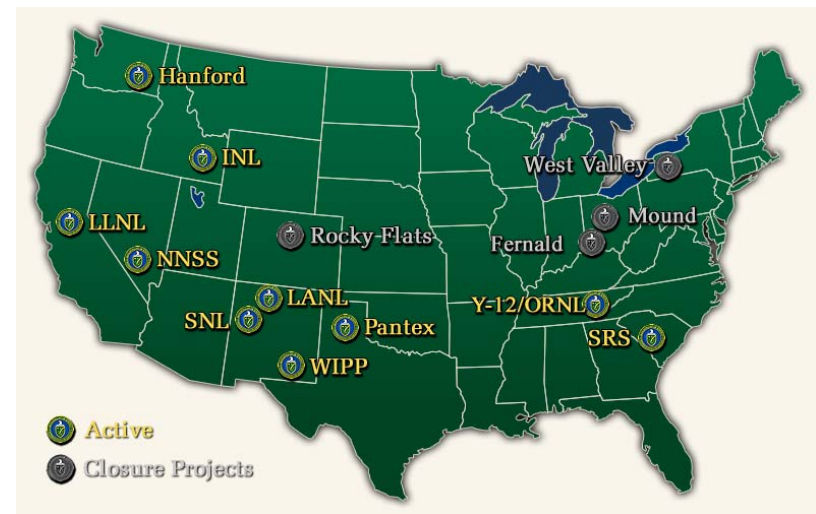 Hanford
INL
West Valley
LLNL
Mound
Rocky Flats
Fernald
NNSS
LANL
Y-12/ORNL
SNL
Pantex
SRS
WIPP
Active
Closure Projects